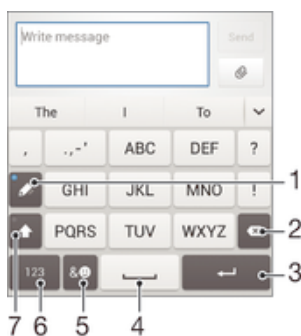 Write message
Send
The I To
, .,-' ABC DEF ?
GHI JKL MNO !
PQRS TUV WXYZ
123 &
1
2
3
4
5
6
7